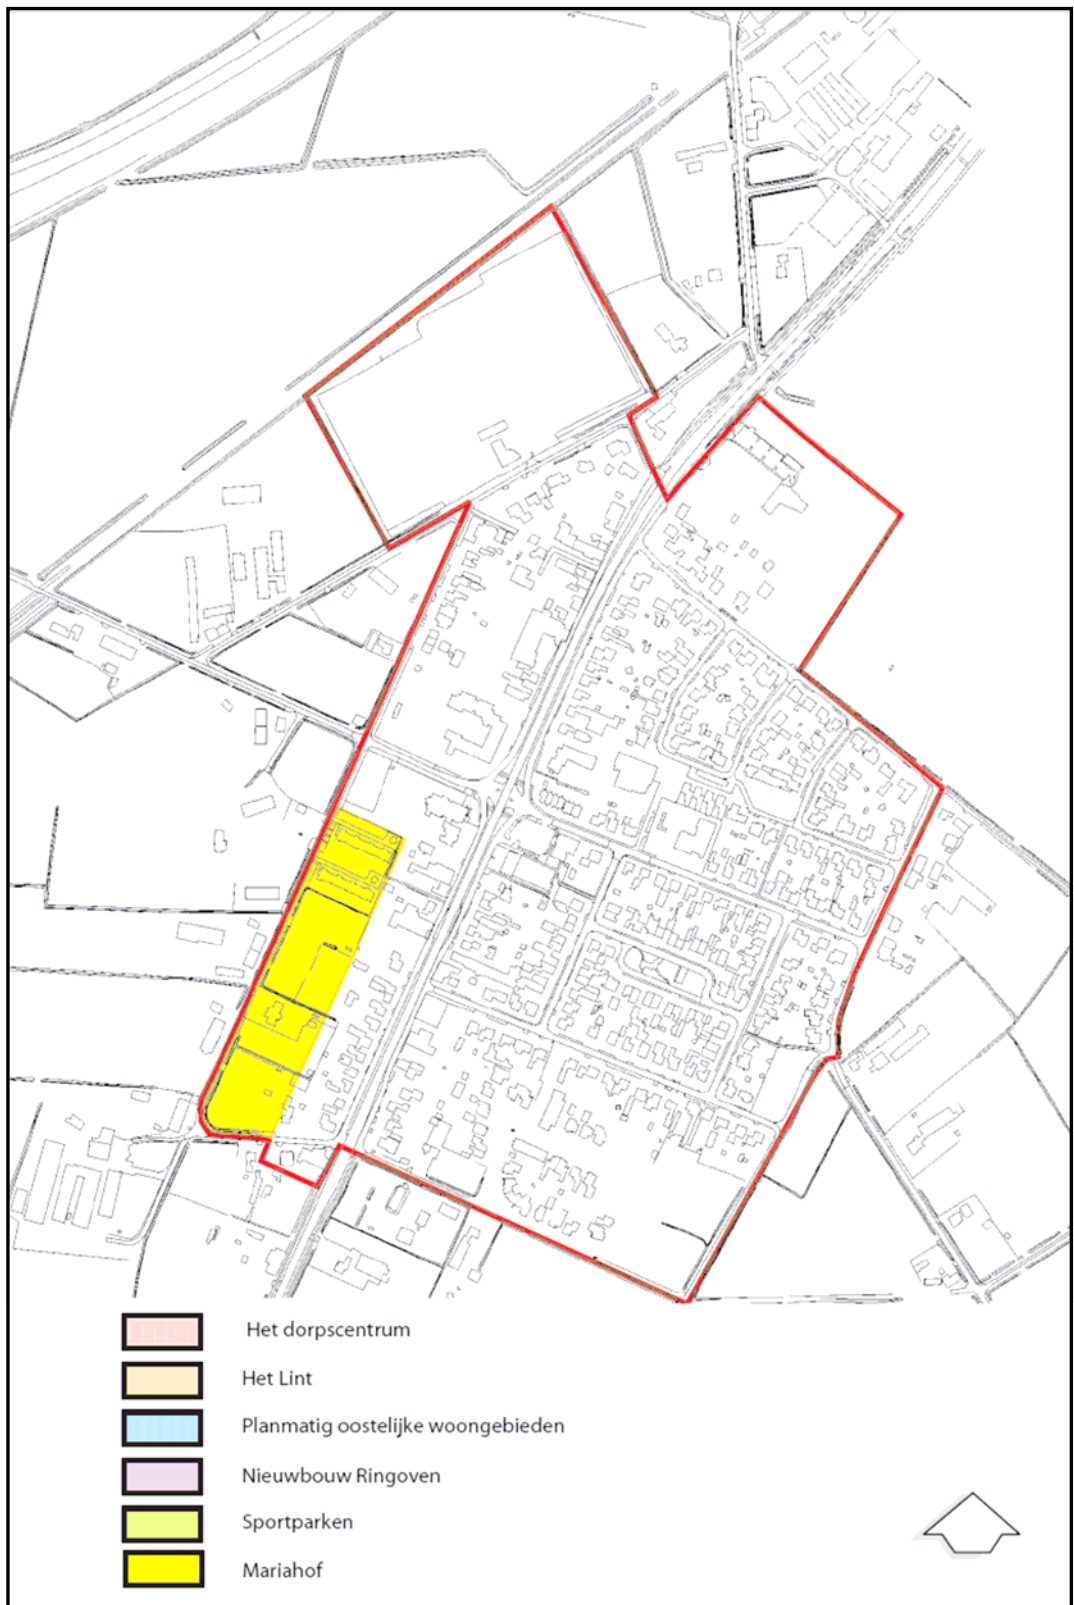 Het dorpscentrum
Het Lint
Planmatig oostelijke woongebieden
Nieuwbouw Ringoven
Sportparken
Mariahof